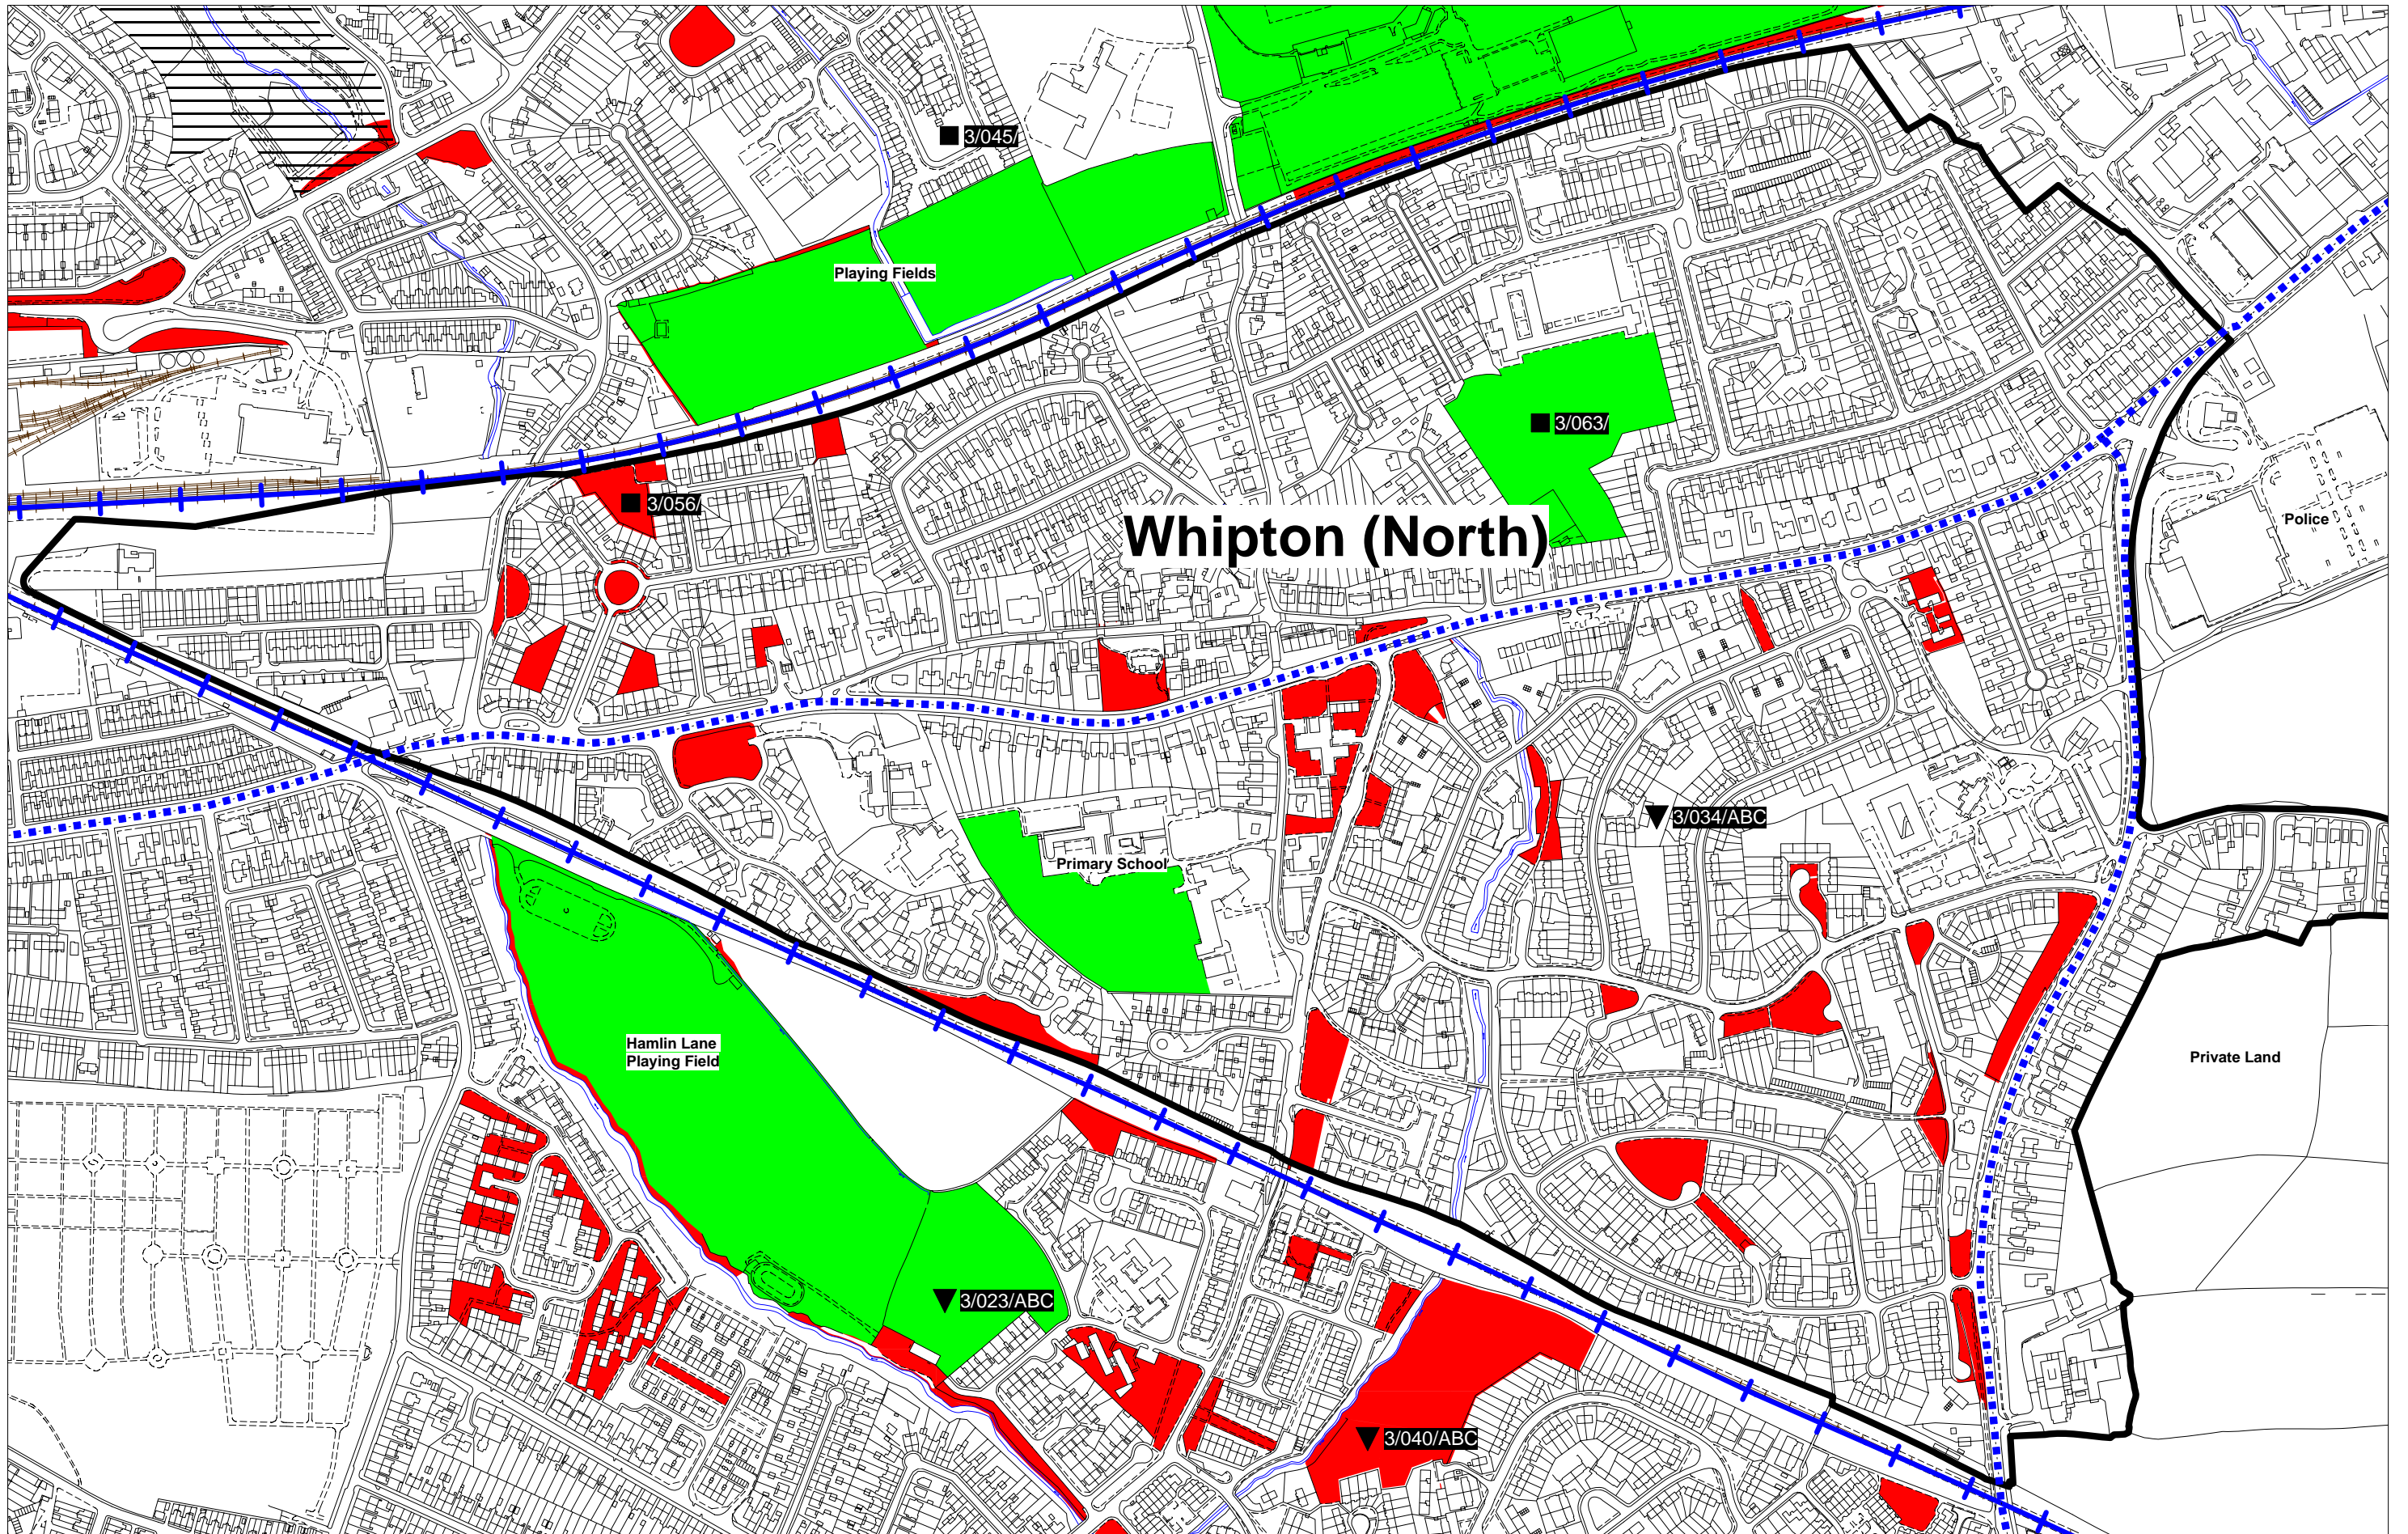 3/045/
Playing Fields
3/063/
3/056/
Whipton (North)
Police
3/034/ABC
Primary School
Hamlin Lane
Playing Field
Private Land
3/023/ABC
3/040/ABC